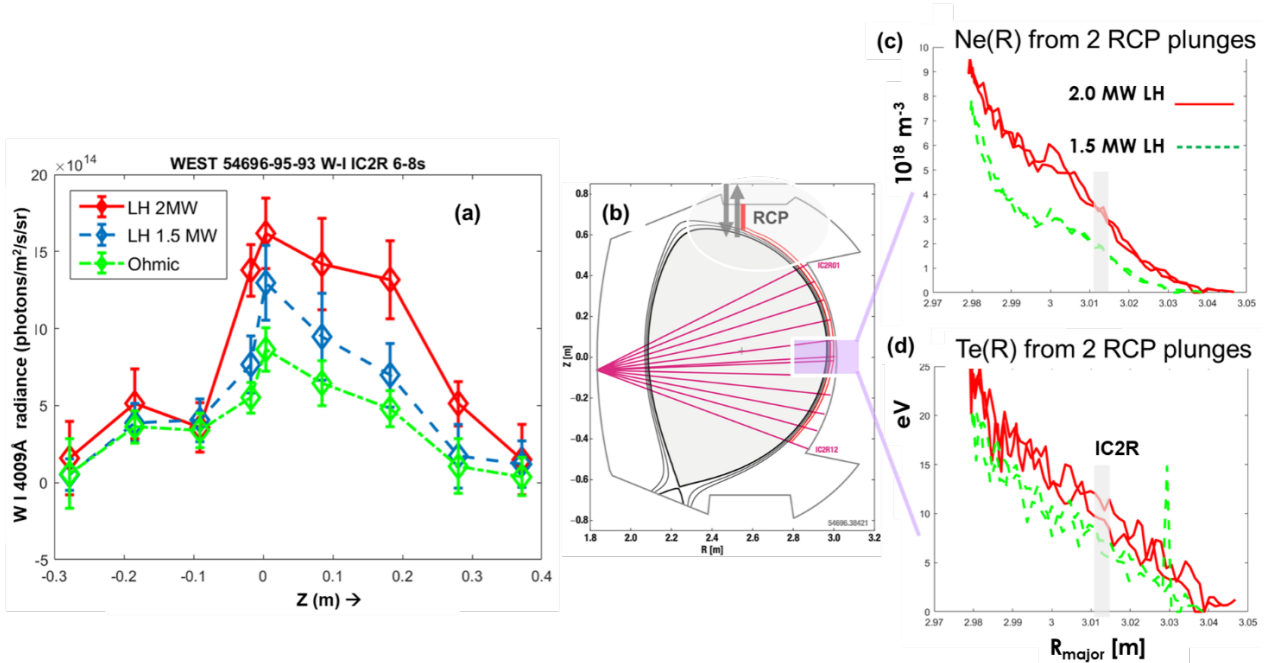 WEST 54696-95-93 W-I IC2R 6-8s
×10¹⁴
20
15
10
5
0
-5
W I 4009Å radiance (photons/m²/s/sr)
LH 2MW
LH 1.5 MW
Ohmic
(a)
-0.3 -0.2 -0.1 0 0.1 0.2 0.3 0.4
Z (m) →
(b)
RCP
IC2R01
IC2R12
0.8
0.6
0.4
0.2
0.0
-0.2
-0.4
-0.6
-0.8
Z [m]
54696.38421
1.8 2.0 2.2 2.4 2.6 2.8 3.0 3.2
R [m]
(c)
Ne(R) from 2 RCP plunges
10
9
8
7
6
5
4
3
2
1
0
10¹⁸ m⁻³
2.0 MW LH
1.5 MW LH
2.97 2.98 2.99 3 3.01 3.02 3.03 3.04 3.05
(d)
Te(R) from 2 RCP plunges
25
20
15
10
5
0
eV
IC2R
2.97 2.98 2.99 3 3.01 3.02 3.03 3.04 3.05
Rmajor [m]